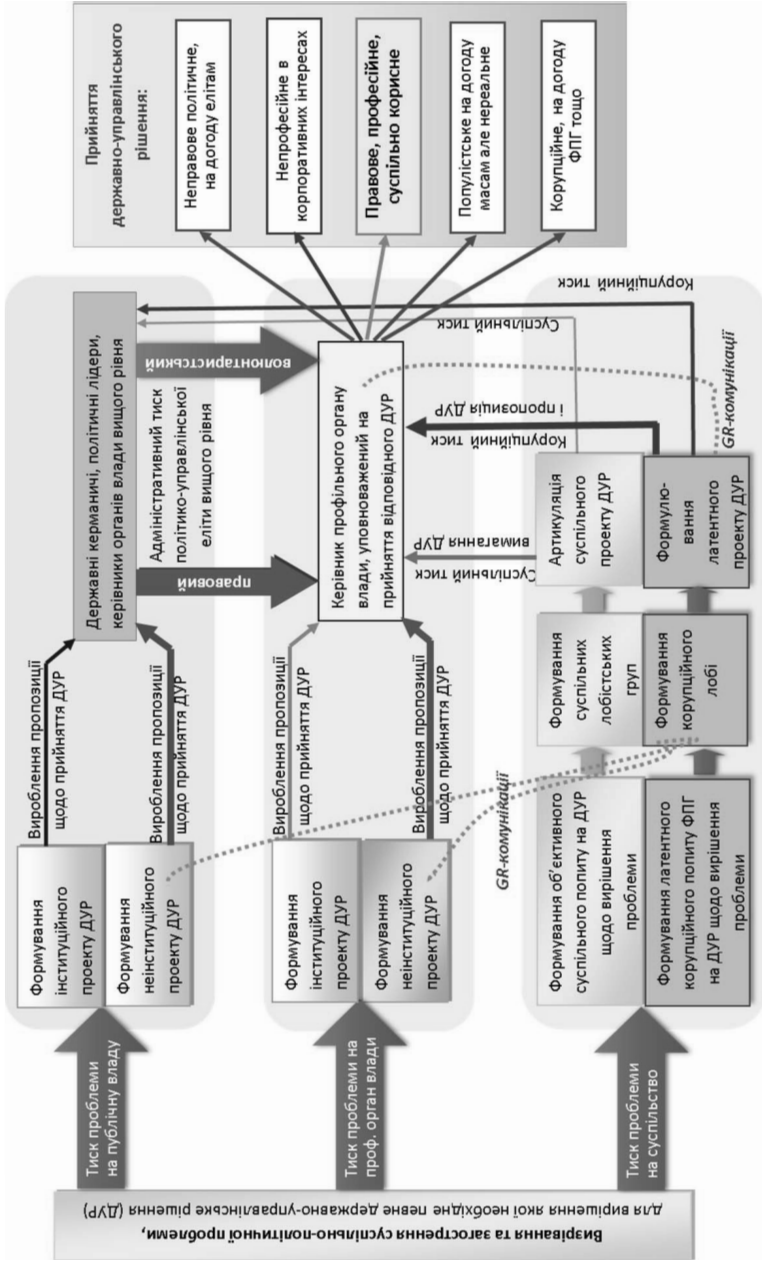 Визрівання та загострення суспільно-політичної проблеми,
для вирішення якої необхідне певне державно-управлінське рішення (ДУР)
Тиск проблеми
на публічну владу
Тиск проблеми на
проф. орган влади
Тиск проблеми
на суспільство
Формування
інституційного
проекту ДУР
Формування
неінституційного
проекту ДУР
Вироблення пропозиції
щодо прийняття ДУР
Вироблення пропозиції
щодо прийняття ДУР
Державні керманичі, політичні лідери,
керівники органів влади вищого рівня
правовий
Адміністративний тиск
політико-управлінської
еліти вищого рівня
волюнтаристський
Формування
інституційного
проекту ДУР
Формування
неінституційного
проекту ДУР
Вироблення пропозиції
щодо прийняття ДУР
Вироблення пропозиції
щодо прийняття ДУР
Керівник профільного органу
влади, уповноважений на
прийняття відповідного ДУР
GR-комунікації
Формування об’єктивного
суспільного попиту на ДУР
щодо вирішення
проблеми
Формування латентного
корупційного попиту ФПГ
на ДУР щодо вирішення
проблеми
Формування
суспільних
лобістських
груп
Формування
корупційного
лобі
Артикуляція
суспільного
проекту ДУР
Формулю-
вання
латентного
проекту ДУР
Суспільний тиск
вимагання ДУР
Корупційний тиск
і пропозиція ДУР
Суспільний тиск
Корупційний тиск
GR-комунікації
Прийняття
державно-управлінського
рішення:
Неправове політичне,
на догоду елітам
Непрофесійне в
корпоративних інтересах
Правове, професійне,
суспільно корисне
Популістське на догоду
масам але нереальне
Корупційне, на догоду
ФПГ тощо